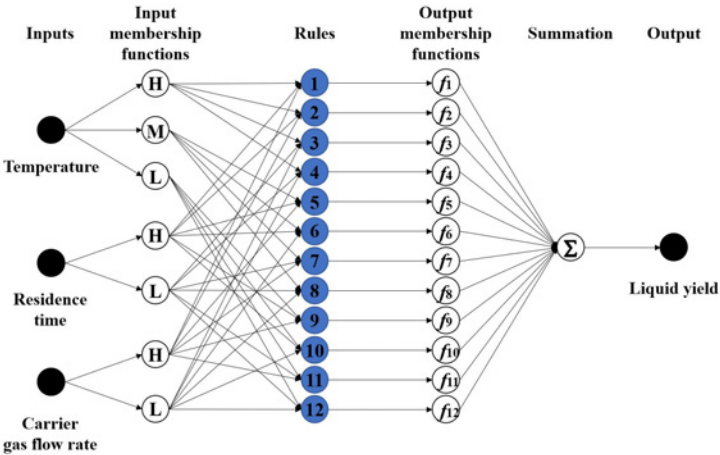 Inputs
Input
membership
functions
Rules
Output
membership
functions
Summation
Output
Temperature
Residence
time
Carrier
gas flow rate
H
M
L
H
L
H
L
1
2
3
4
5
6
7
8
9
10
11
12
f1
f2
f3
f4
f5
f6
f7
f8
f9
f10
f11
f12
Σ
Liquid yield